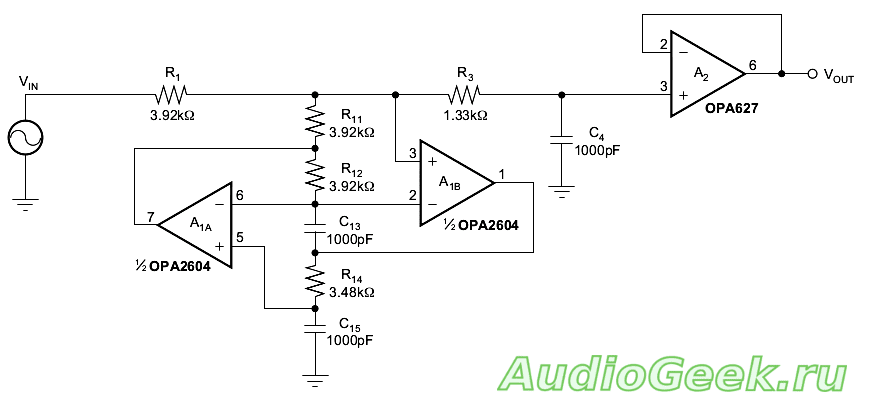 V_IN
R1
3.92kΩ
R11
3.92kΩ
R12
3.92kΩ
R3
1.33kΩ
2
−
A2
6
3
+
OPA627
VOUT
C4
1000pF
3
+
A1B
1
2
−
½ OPA2604
6
−
A1A
7
5
+
½ OPA2604
C13
1000pF
R14
3.48kΩ
C15
1000pF
AudioGeek.ru